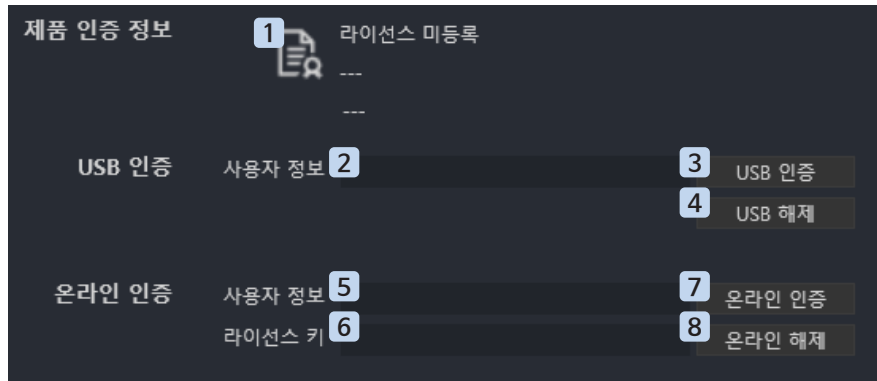 제품 인증 정보 1 라이선스 미등록
---
---
USB 인증 사용자 정보 2 3 USB 인증
4 USB 해제
온라인 인증 사용자 정보 5 7 온라인 인증
라이선스 키 6 8 온라인 해제